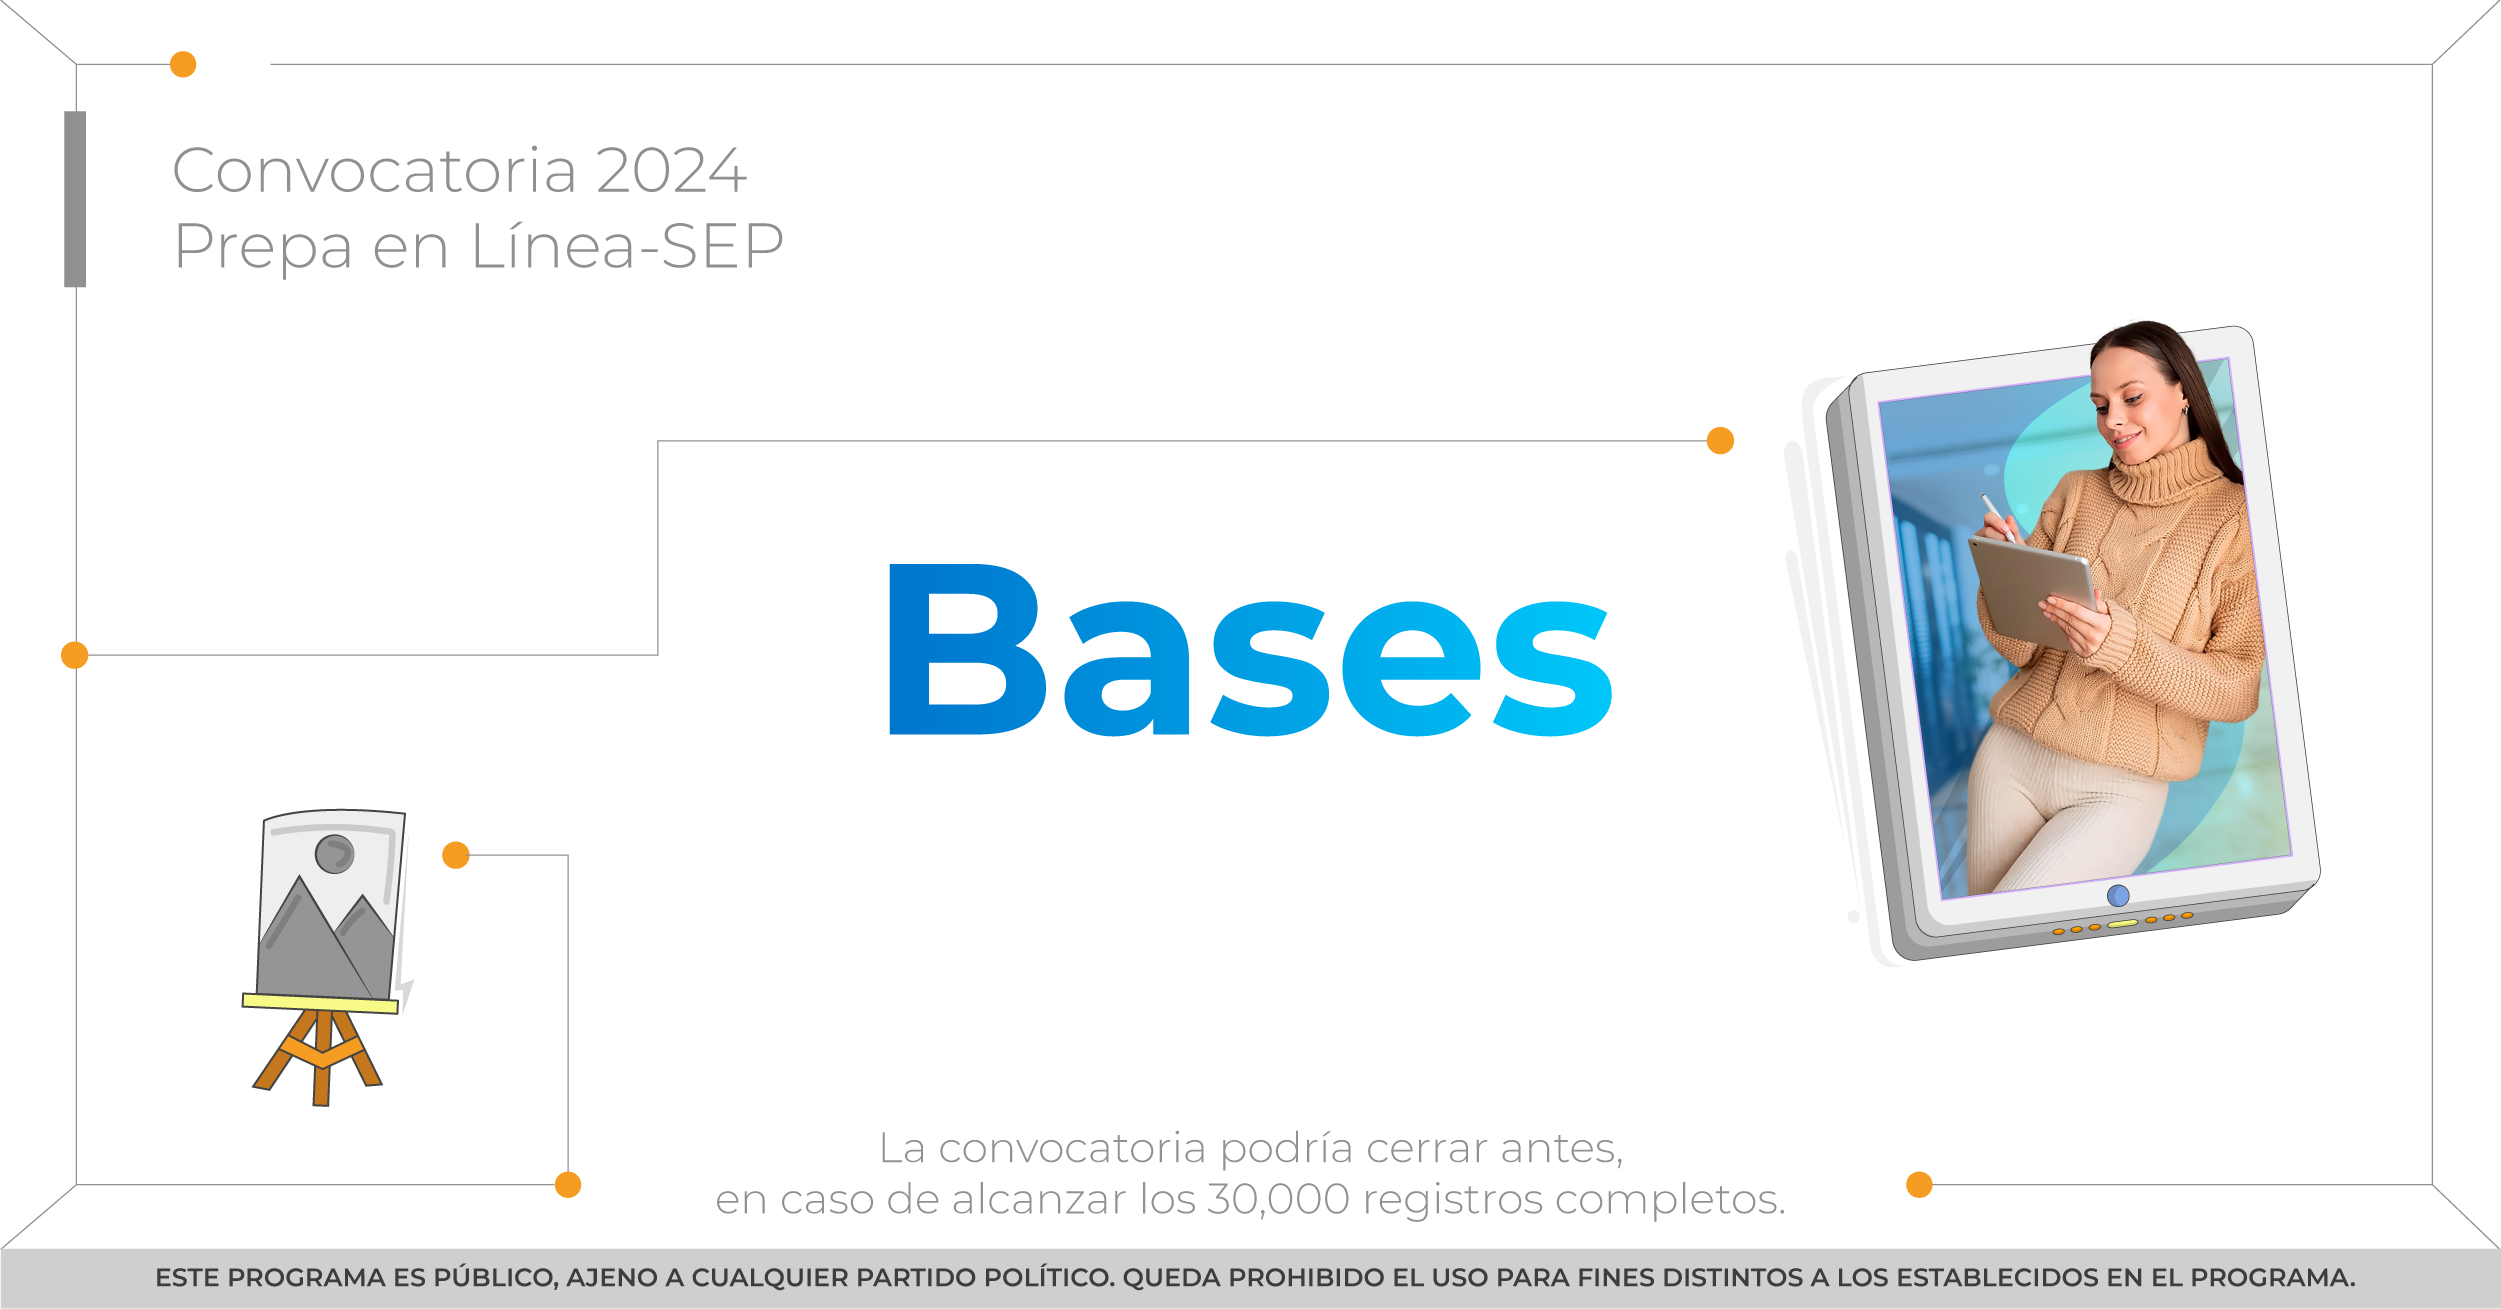 Convocatoria 2024
Prepa en Línea-SEP
Bases
La convocatoria podría cerrar antes,
en caso de alcanzar los 30,000 registros completos.
ESTE PROGRAMA ES PÚBLICO, AJENO A CUALQUIER PARTIDO POLÍTICO. QUEDA PROHIBIDO EL USO PARA FINES DISTINTOS A LOS ESTABLECIDOS EN EL PROGRAMA.